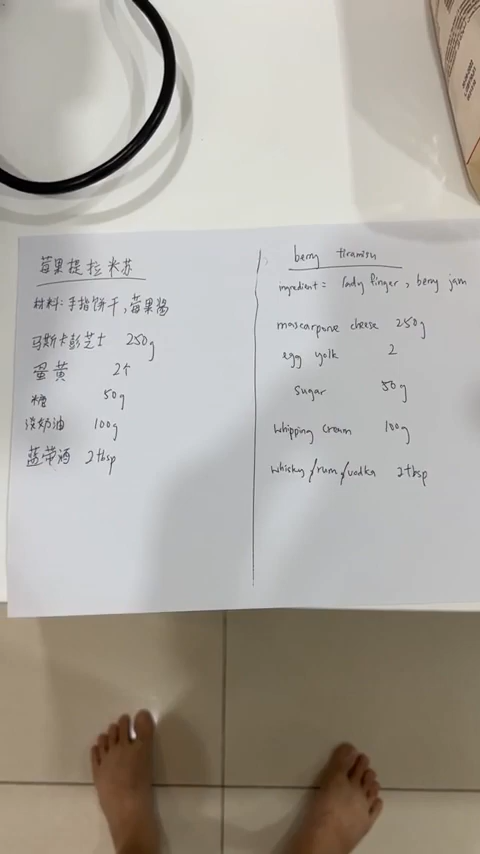 莓果提拉米苏
材料:手指饼干,莓果酱
马斯卡彭芝士 250g
蛋黄 2个
糖 50g
淡奶油 100g
蓝带酒 2tbsp
berry tiramisu
ingredient = lady finger, berry jam
mascarpone cheese 250g
egg yolk 2
sugar 50g
whipping cream 100g
whisky/rum/vodka 2tbsp